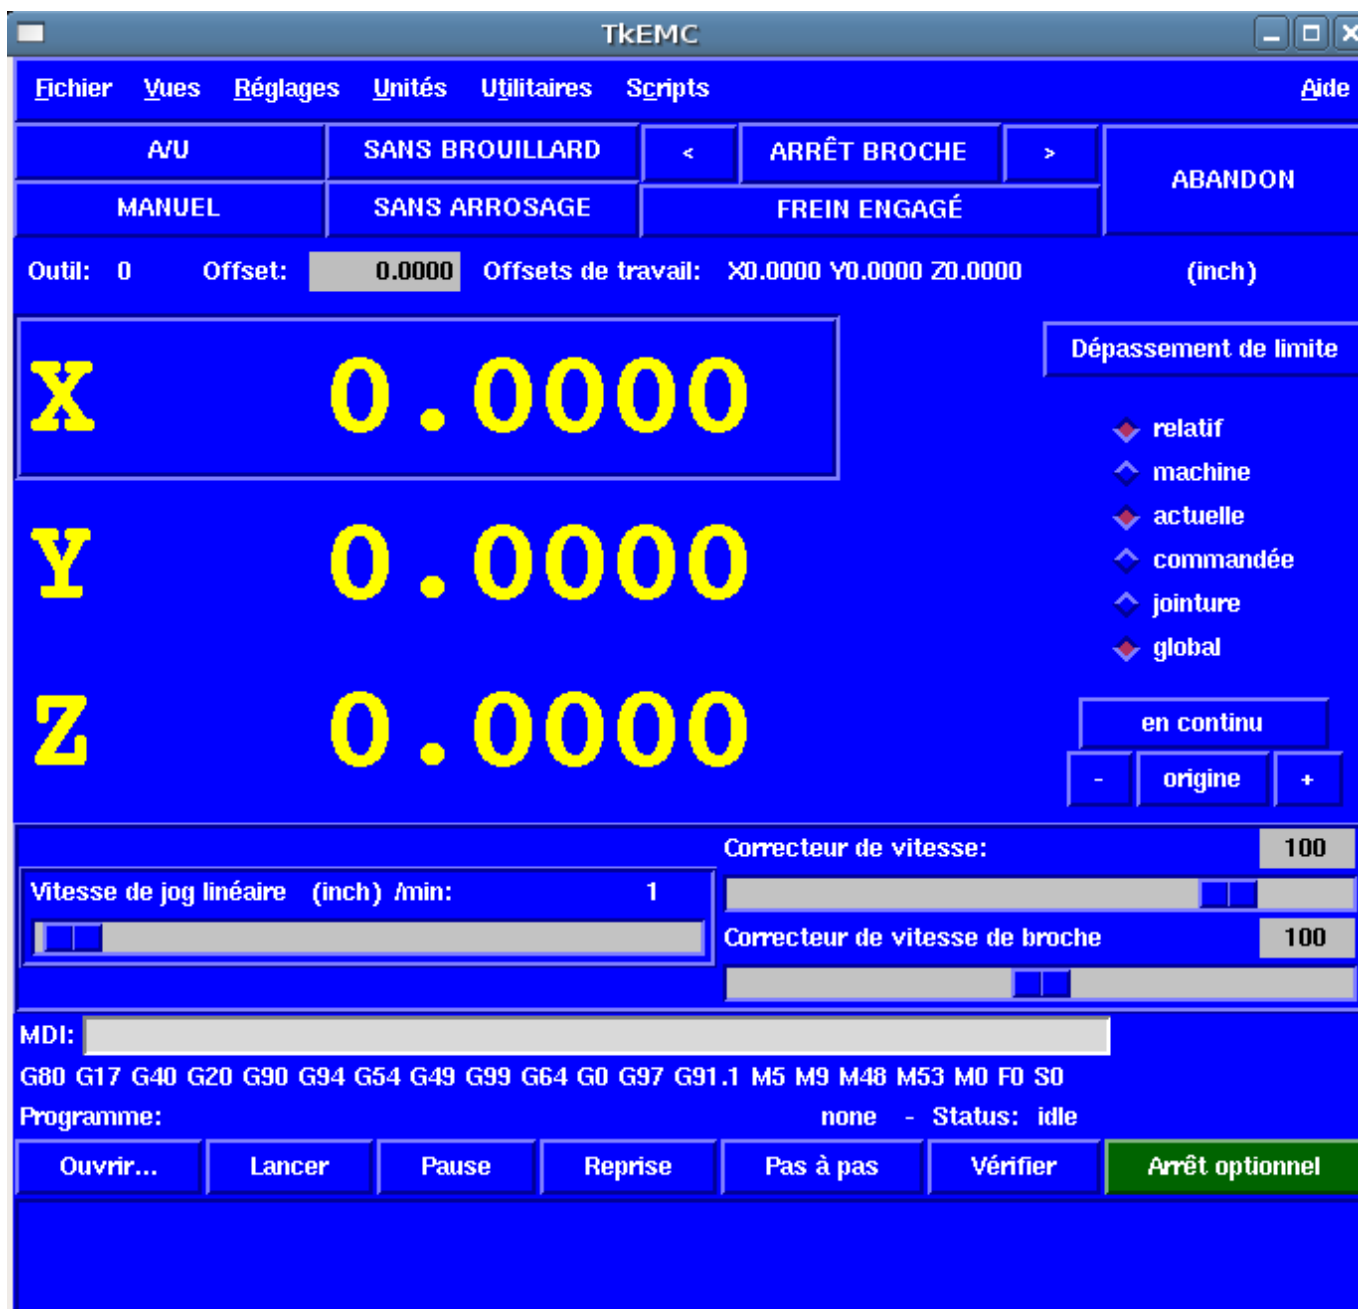 TkEMC
Fichier Vues Réglages Unités Utilitaires Scripts Aide
A/U SANS BROUILLARD < ARRÊT BROCHE > ABANDON
MANUEL SANS ARROSAGE FREIN ENGAGÉ
Outil: 0 Offset: 0.0000 Offsets de travail: X0.0000 Y0.0000 Z0.0000 (inch)
Dépassement de limite
X 0.0000
relatif
machine
actuelle
Y 0.0000
commandée
jointure
global
Z 0.0000
en continu
- origine +
Correcteur de vitesse: 100
Vitesse de jog linéaire (inch) /min: 1
Correcteur de vitesse de broche 100
MDI:
G80 G17 G40 G20 G90 G94 G54 G49 G99 G64 G0 G97 G91.1 M5 M9 M48 M53 M0 F0 S0
Programme: none - Status: idle
Ouvrir... Lancer Pause Reprise Pas à pas Vérifier Arrêt optionnel